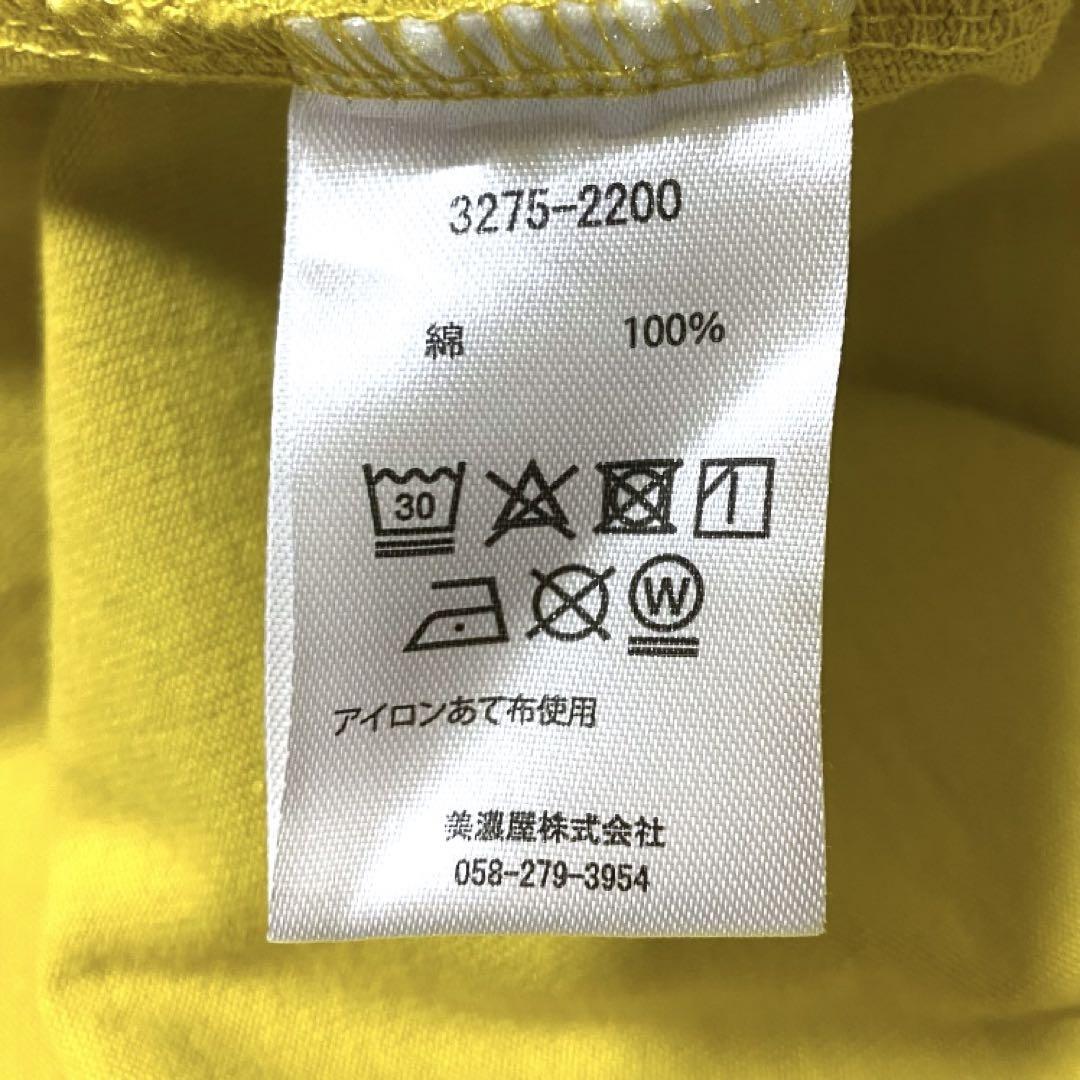 3275-2200
綿 100%
30
W
アイロンあて布使用
美濃屋株式会社
058-279-3954